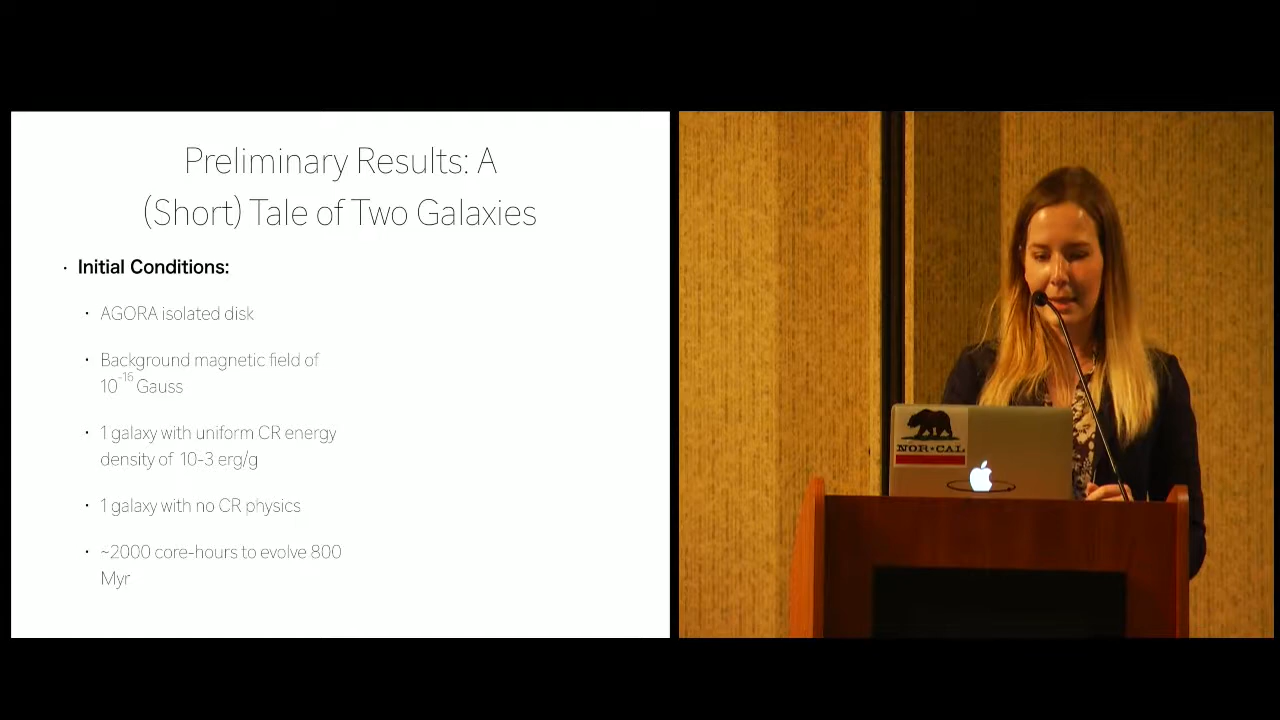 Preliminary Results: A
(Short) Tale of Two Galaxies
· Initial Conditions:
· AGORA isolated disk
· Background magnetic field of
10⁻¹⁶ Gauss
· 1 galaxy with uniform CR energy
density of 10-3 erg/g
· 1 galaxy with no CR physics
· ~2000 core-hours to evolve 800
Myr
NOR★CAL